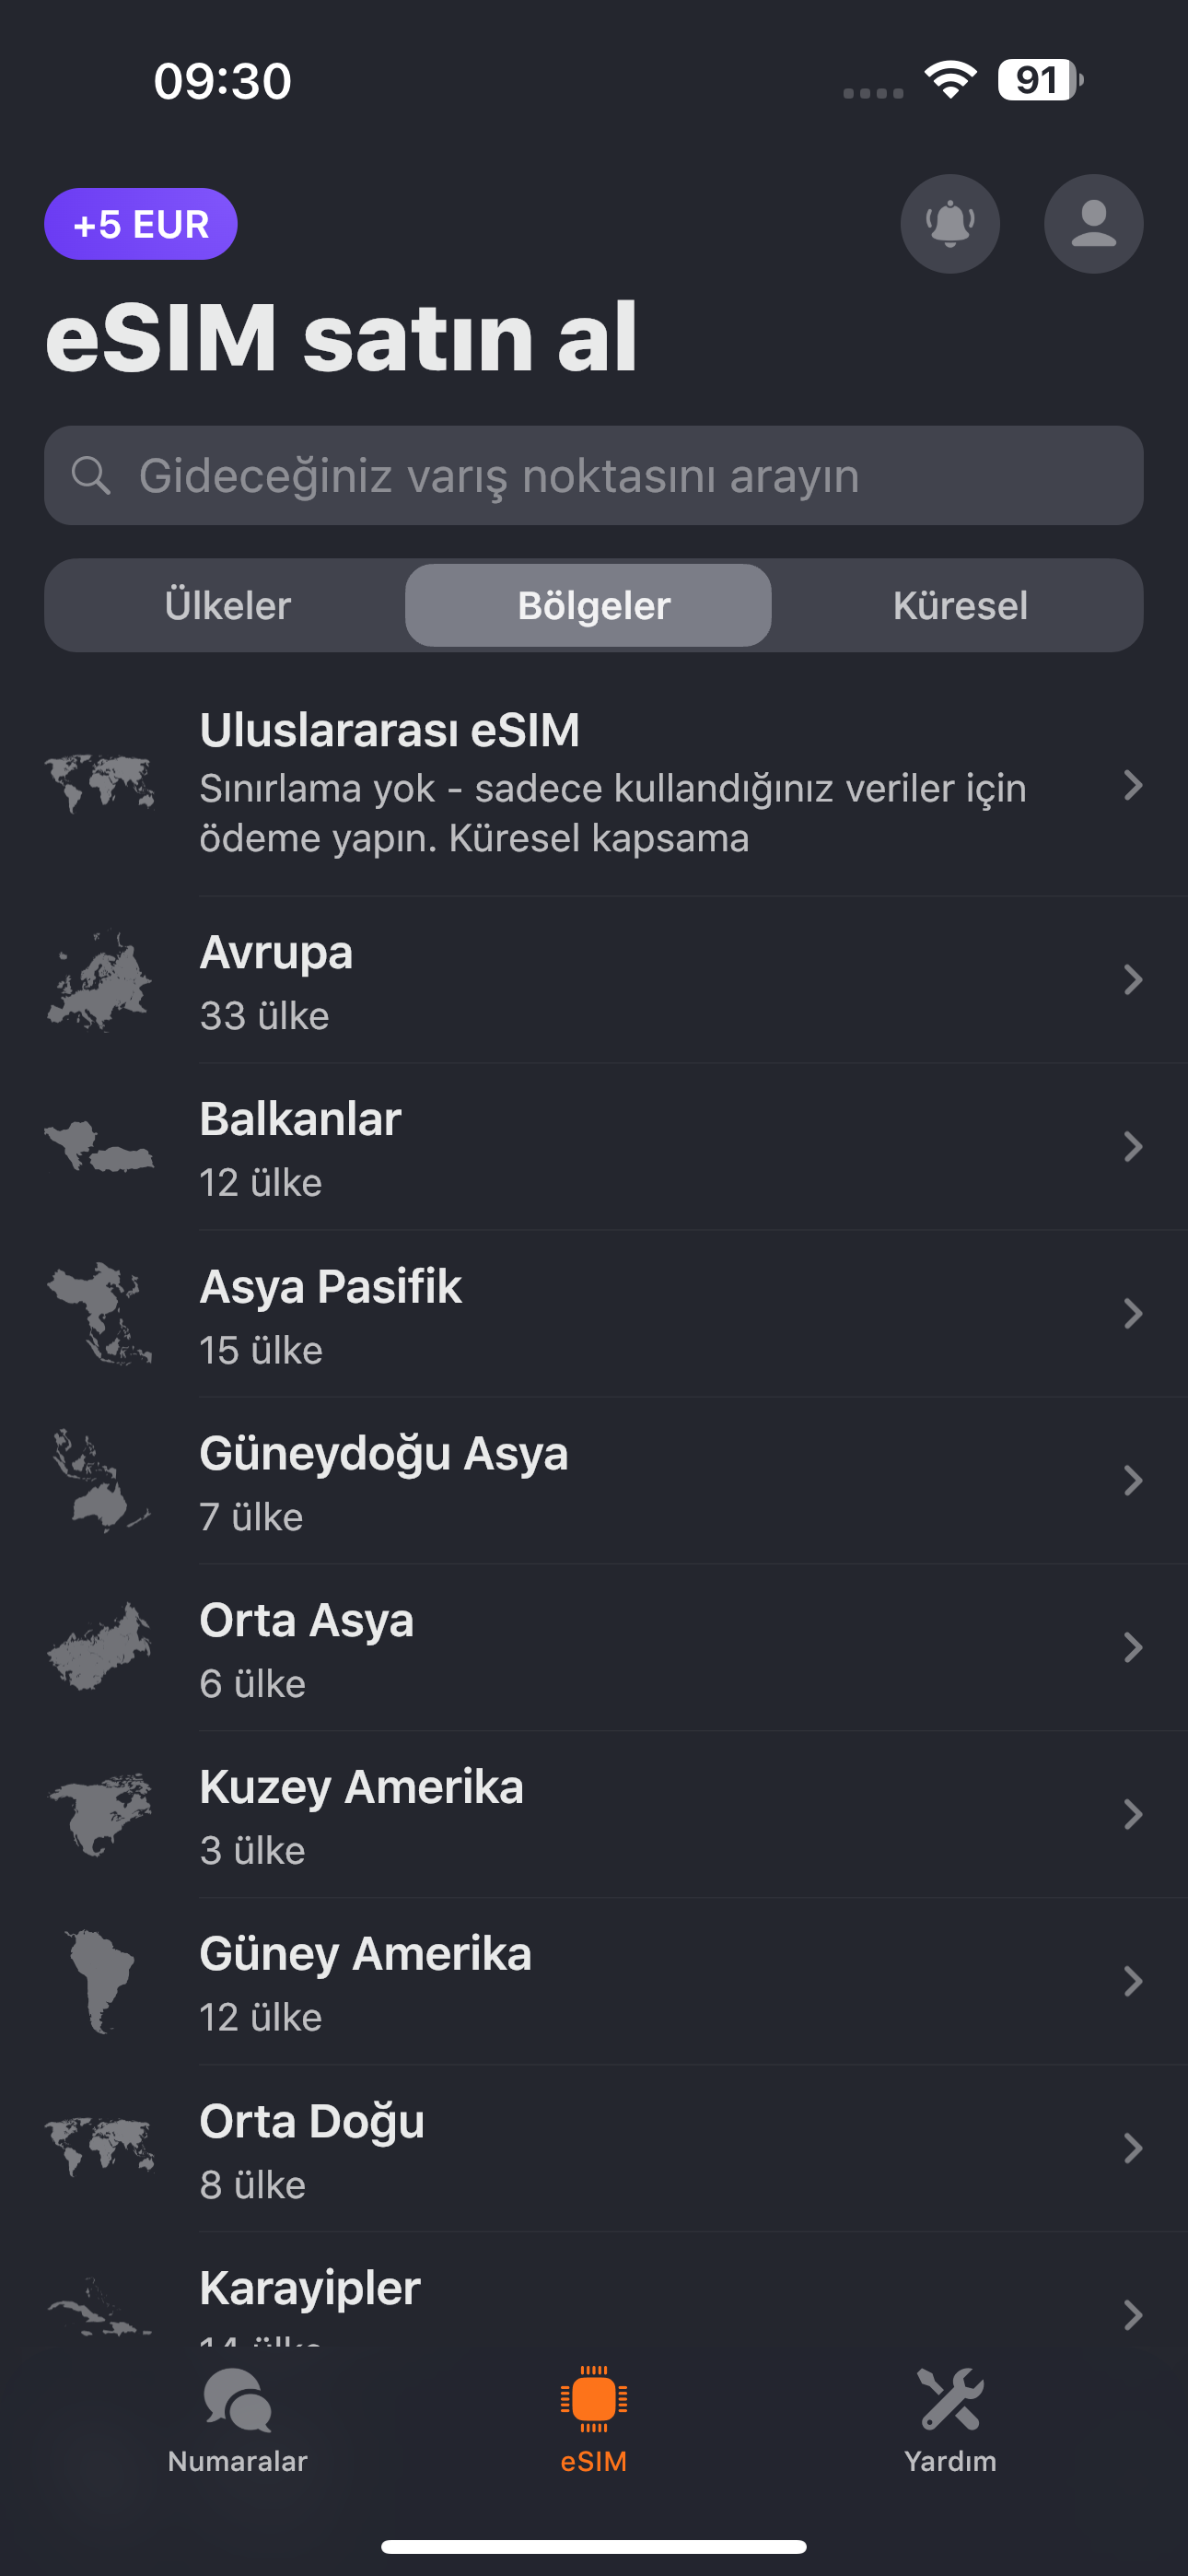 09:30
91
+5 EUR
eSIM satın al
Gideceğiniz varış noktasını arayın
Ülkeler
Bölgeler
Küresel
Uluslararası eSIM
Sınırlama yok - sadece kullandığınız veriler için
ödeme yapın. Küresel kapsama
Avrupa
33 ülke
Balkanlar
12 ülke
Asya Pasifik
15 ülke
Güneydoğu Asya
7 ülke
Orta Asya
6 ülke
Kuzey Amerika
3 ülke
Güney Amerika
12 ülke
Orta Doğu
8 ülke
Karayipler
14 ülke
Numaralar
eSIM
Yardım